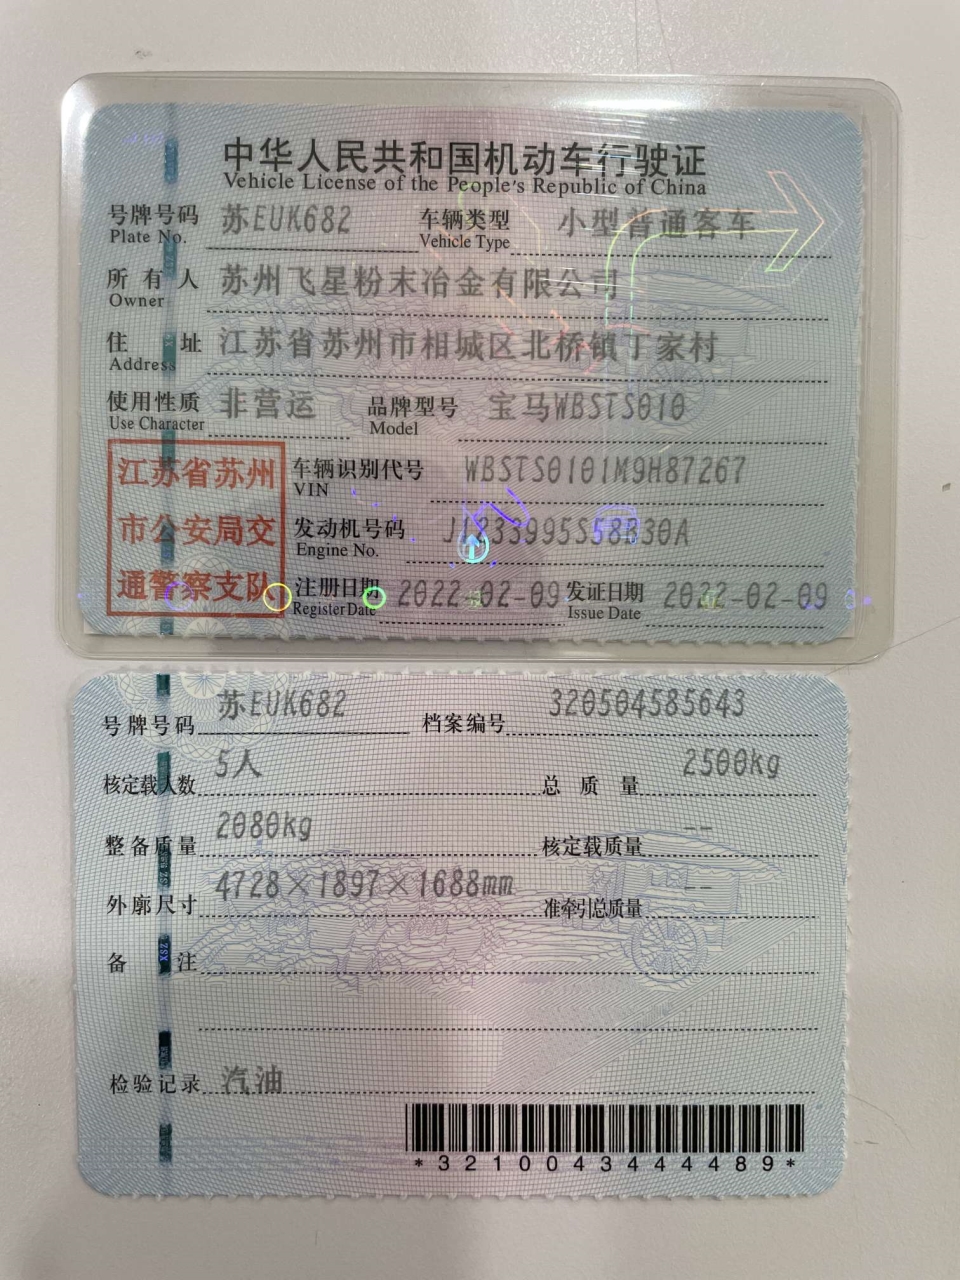 中华人民共和国机动车行驶证
Vehicle License of the People's Republic of China
号牌号码 苏EUK682 车辆类型 小型普通客车
Plate No. Vehicle Type
所有人 苏州飞星粉末冶金有限公司
Owner
住址 江苏省苏州市相城区北桥镇丁家村
Address
使用性质 非营运 品牌型号 宝马WBSTS010
Use Character Model
江苏省苏州
市公安局交
通警察支队
车辆识别代号 WBSTS0101M9H87267
VIN
发动机号码 J1233995S58B30A
Engine No.
注册日期 2022-02-09 发证日期 2022-02-09
Register Date Issue Date
号牌号码 苏EUK682 档案编号 320504585643
核定载人数 5人 总质量 2500kg
整备质量 2080kg 核定载质量 --
外廓尺寸 4728×1897×1688mm 准牵引总质量 --
备注
检验记录 汽油
*3210043444489*